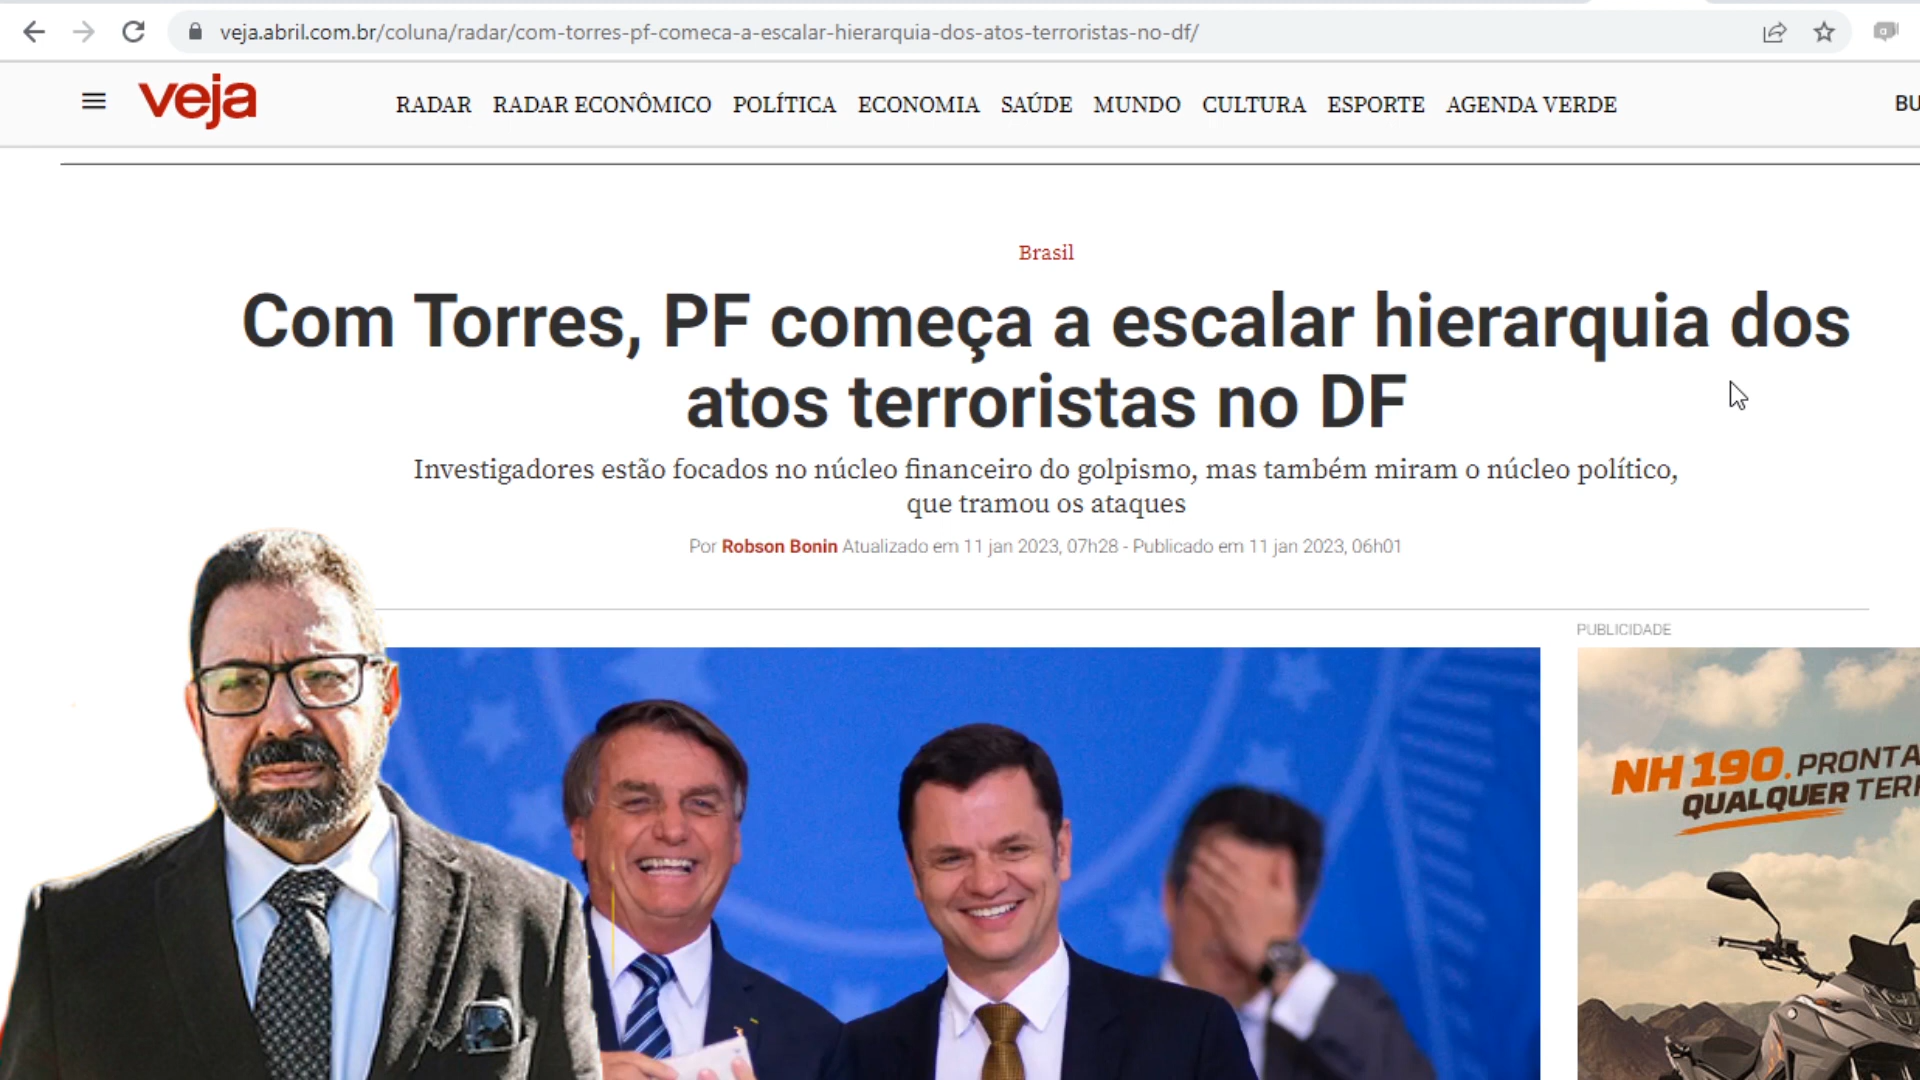 veja.abril.com.br/coluna/radar/com-torres-pf-comeca-a-escalar-hierarquia-dos-atos-terroristas-no-df/
veja
RADAR RADAR ECONÔMICO POLÍTICA ECONOMIA SAÚDE MUNDO CULTURA ESPORTE AGENDA VERDE BU
Brasil
Com Torres, PF começa a escalar hierarquia dos
atos terroristas no DF
Investigadores estão focados no núcleo financeiro do golpismo, mas também miram o núcleo político,
que tramou os ataques
Por Robson Bonin Atualizado em 11 jan 2023, 07h28 - Publicado em 11 jan 2023, 06h01
PUBLICIDADE
NH 190. PRONTA
QUALQUER TERR